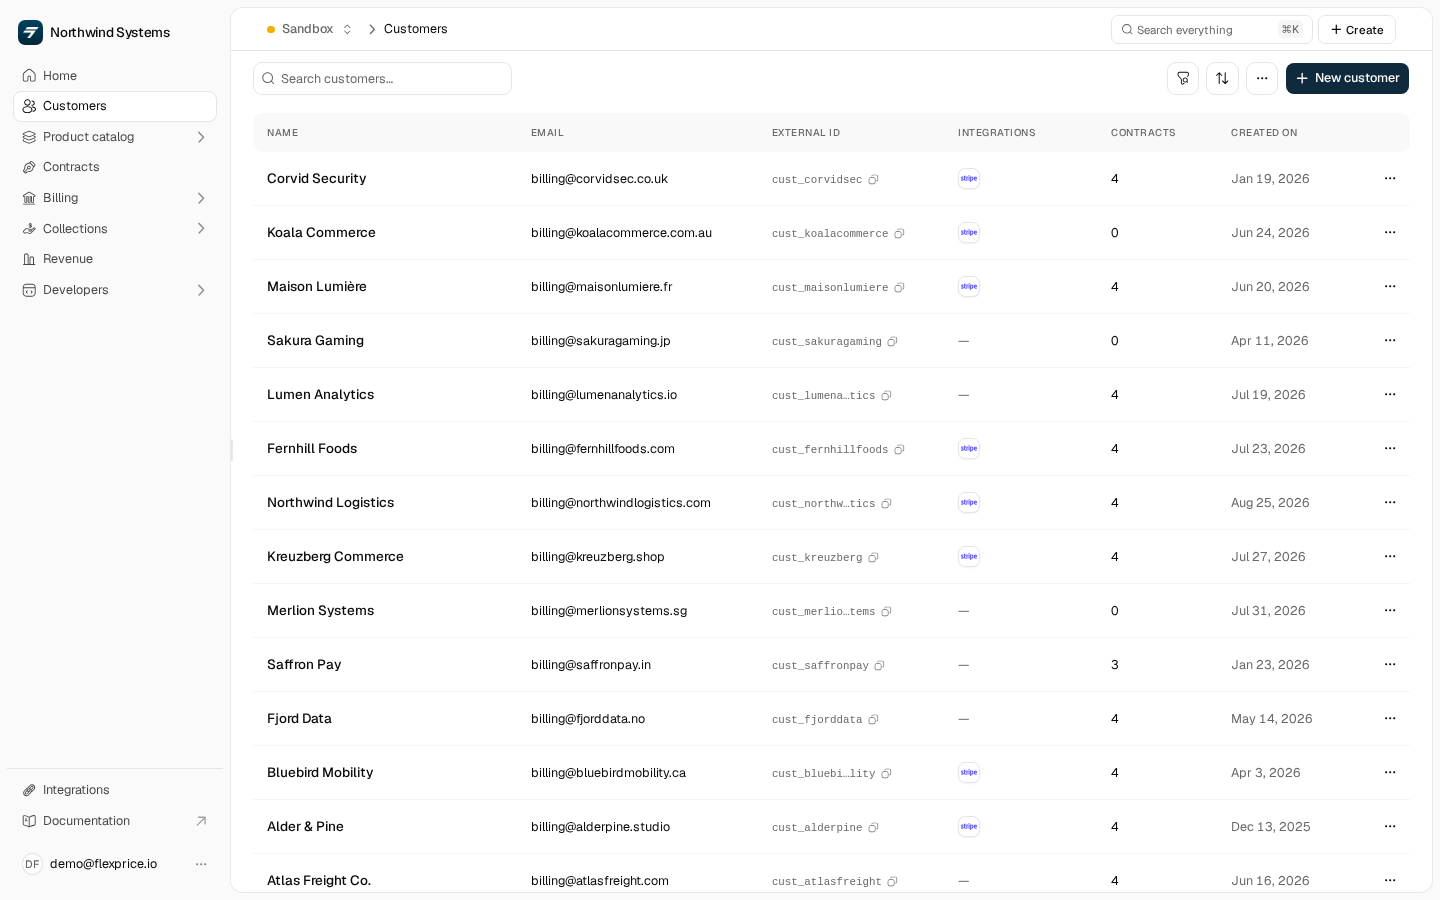 Northwind Systems
Home
Customers
Product catalog
Contracts
Billing
Collections
Revenue
Developers
Integrations
Documentation
DF demo@flexprice.io
Sandbox Customers
Search everything ⌘K
Create
Search customers...
New customer
NAME EMAIL EXTERNAL ID INTEGRATIONS CONTRACTS CREATED ON
Corvid Security billing@corvidsec.co.uk cust_corvidsec stripe 4 Jan 19, 2026
Koala Commerce billing@koalacommerce.com.au cust_koalacommerce stripe 0 Jun 24, 2026
Maison Lumière billing@maisonlumiere.fr cust_maisonlumiere stripe 4 Jun 20, 2026
Sakura Gaming billing@sakuragaming.jp cust_sakuragaming — 0 Apr 11, 2026
Lumen Analytics billing@lumenanalytics.io cust_lumena…tics — 4 Jul 19, 2026
Fernhill Foods billing@fernhillfoods.com cust_fernhillfoods stripe 4 Jul 23, 2026
Northwind Logistics billing@northwindlogistics.com cust_northw…tics stripe 4 Aug 25, 2026
Kreuzberg Commerce billing@kreuzberg.shop cust_kreuzberg stripe 4 Jul 27, 2026
Merlion Systems billing@merlionsystems.sg cust_merlio…tems — 0 Jul 31, 2026
Saffron Pay billing@saffronpay.in cust_saffronpay — 3 Jan 23, 2026
Fjord Data billing@fjorddata.no cust_fjorddata — 4 May 14, 2026
Bluebird Mobility billing@bluebirdmobility.ca cust_bluebi…lity stripe 4 Apr 3, 2026
Alder & Pine billing@alderpine.studio cust_alderpine stripe 4 Dec 13, 2025
Atlas Freight Co. billing@atlasfreight.com cust_atlasfreight — 4 Jun 16, 2026